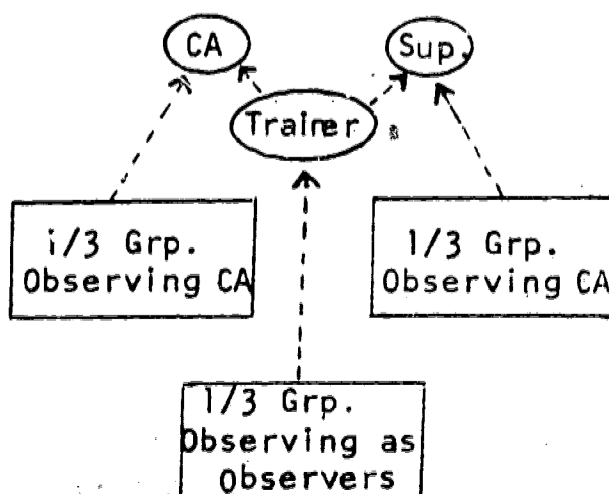 CA
Sup.
Trainer
i/3 Grp.
Observing CA
1/3 Grp.
Observing CA
1/3 Grp.
Observing as
Observers